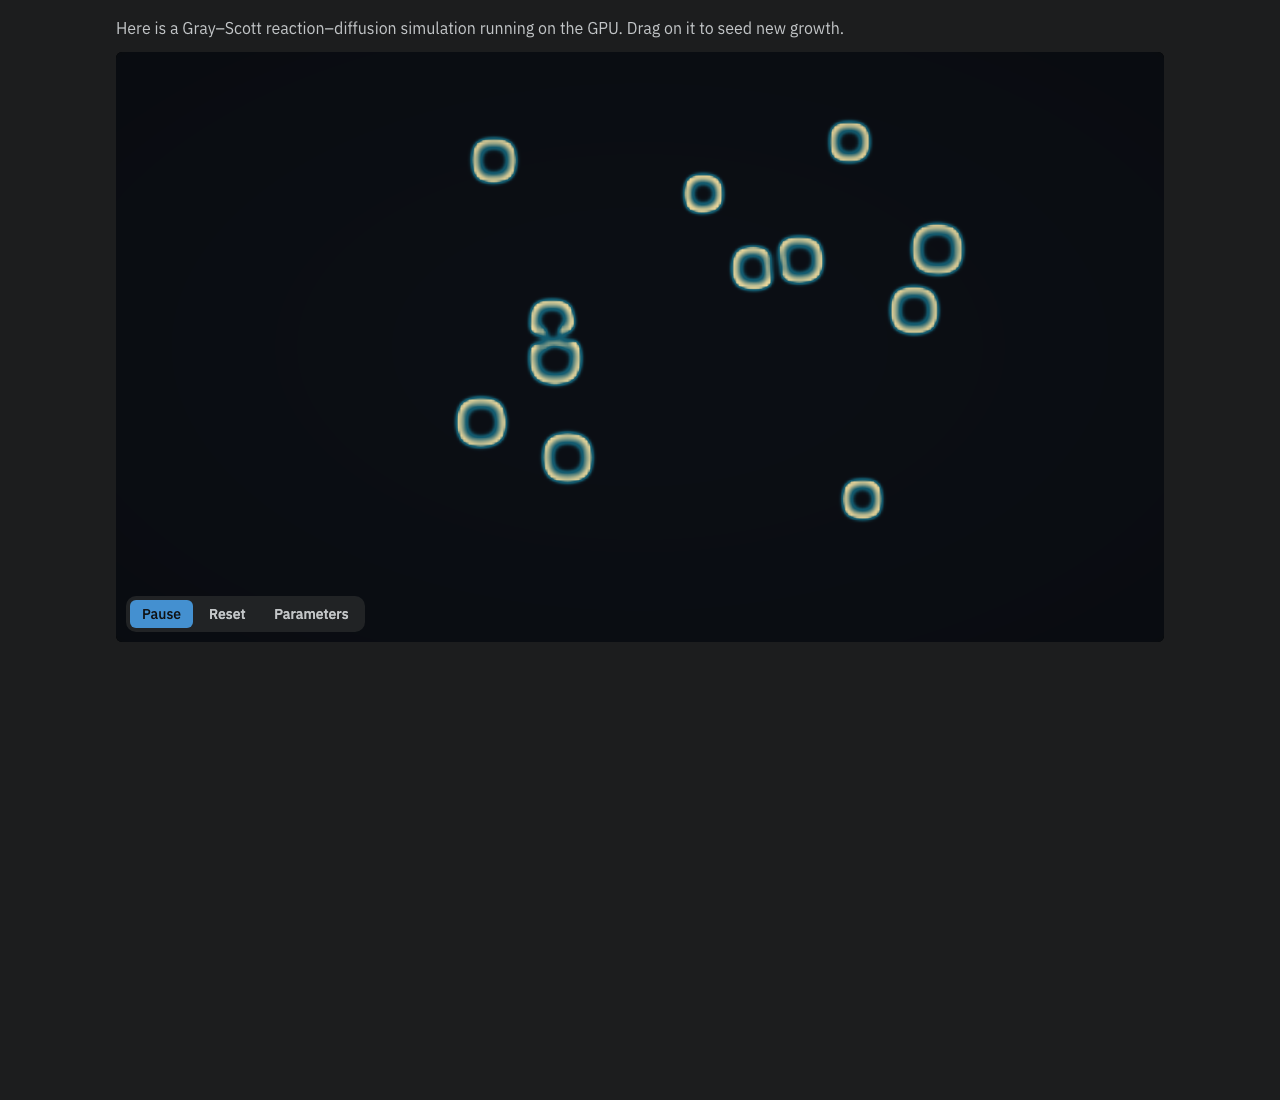 Here is a Gray–Scott reaction–diffusion simulation running on the GPU. Drag on it to seed new growth.
Pause Reset Parameters